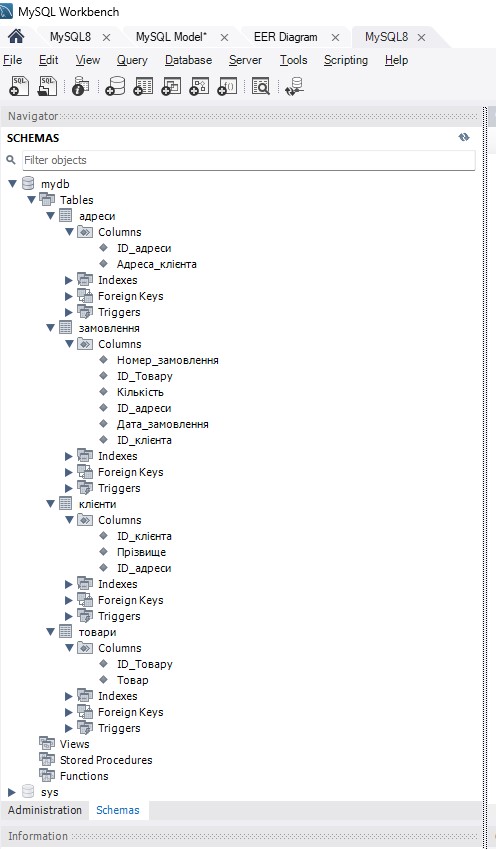 MySQL Workbench
MySQL8 MySQL Model* EER Diagram MySQL8
File Edit View Query Database Server Tools Scripting Help
Navigator
SCHEMAS
Filter objects
mydb
Tables
адреси
Columns
ID_адреси
Адреса_клієнта
Indexes
Foreign Keys
Triggers
замовлення
Columns
Номер_замовлення
ID_Товару
Кількість
ID_адреси
Дата_замовлення
ID_клієнта
Indexes
Foreign Keys
Triggers
клієнти
Columns
ID_клієнта
Прізвище
ID_адреси
Indexes
Foreign Keys
Triggers
товари
Columns
ID_Товару
Товар
Indexes
Foreign Keys
Triggers
Views
Stored Procedures
Functions
sys
Administration Schemas
Information